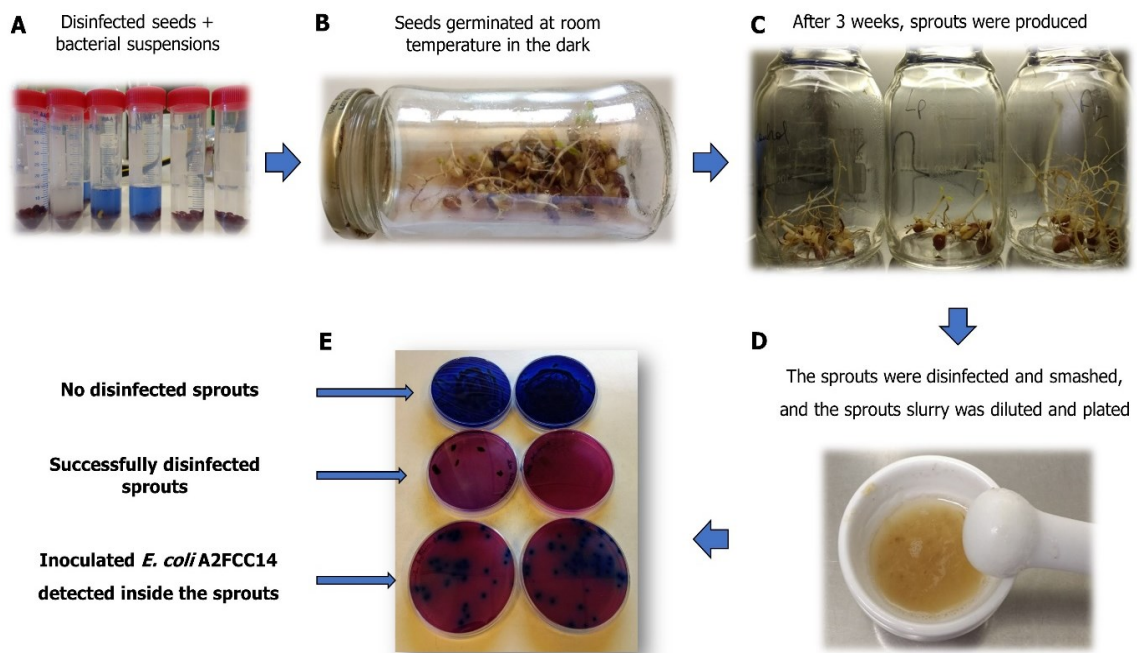 A
Disinfected seeds +
bacterial suspensions
B
Seeds germinated at room
temperature in the dark
C
After 3 weeks, sprouts were produced
D
The sprouts were disinfected and smashed,
and the sprouts slurry was diluted and plated
E
No disinfected sprouts
Successfully disinfected
sprouts
Inoculated E. coli A2FCC14
detected inside the sprouts